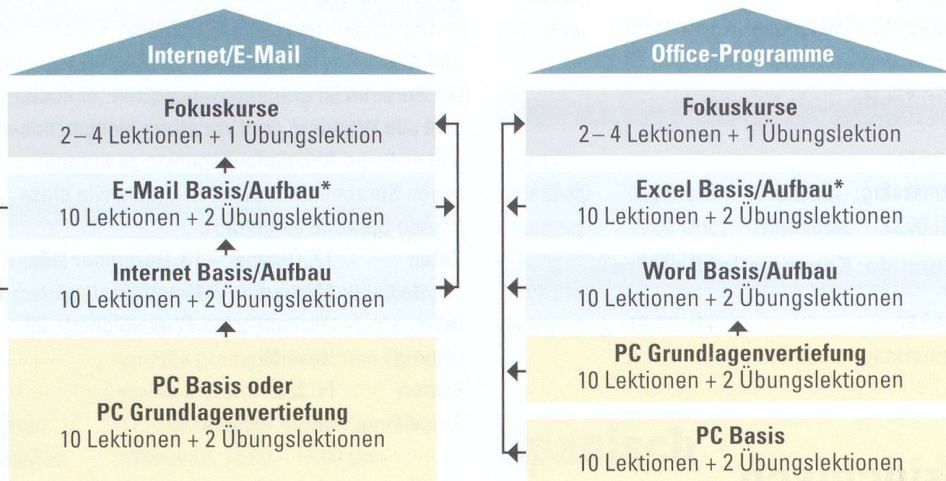 Internet/E-Mail
Fokuskurse
2–4 Lektionen + 1 Übungslektion
E-Mail Basis/Aufbau*
10 Lektionen + 2 Übungslektionen
Internet Basis/Aufbau
10 Lektionen + 2 Übungslektionen
PC Basis oder
PC Grundlagenvertiefung
10 Lektionen + 2 Übungslektionen
Office-Programme
Fokuskurse
2–4 Lektionen + 1 Übungslektion
Excel Basis/Aufbau*
10 Lektionen + 2 Übungslektionen
Word Basis/Aufbau
10 Lektionen + 2 Übungslektionen
PC Grundlagenvertiefung
10 Lektionen + 2 Übungslektionen
PC Basis
10 Lektionen + 2 Übungslektionen